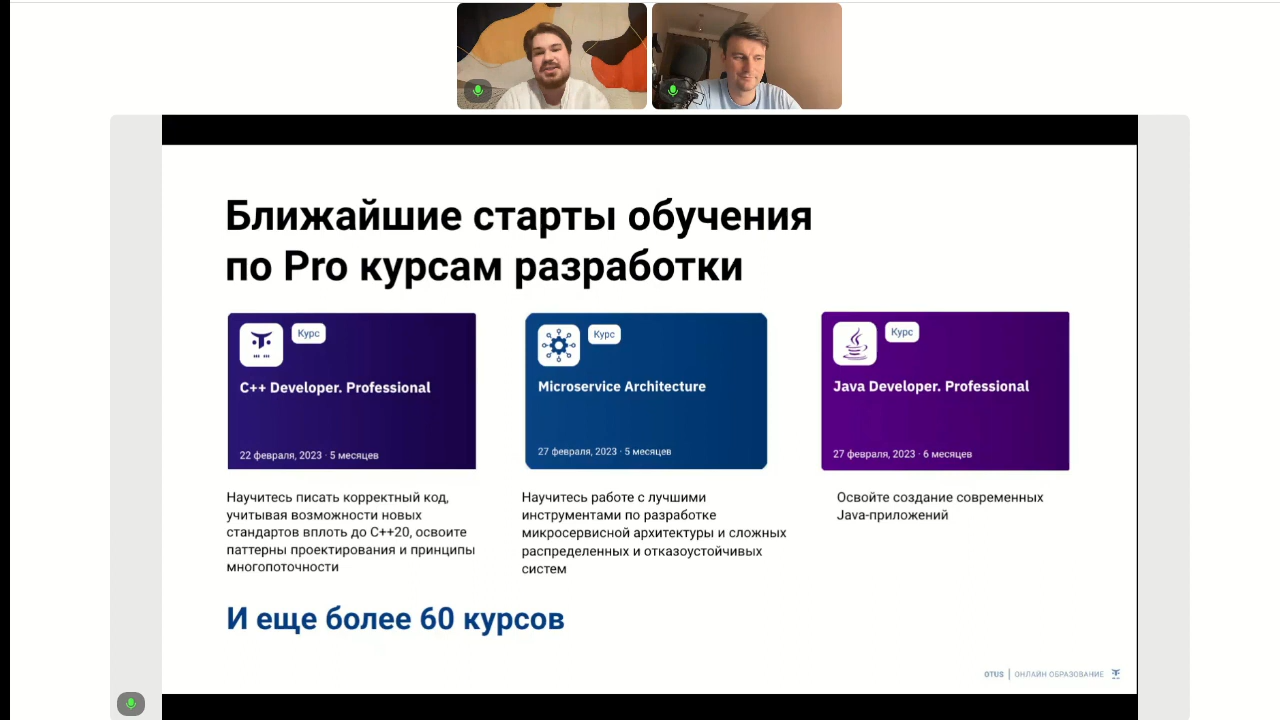 Ближайшие старты обучения
по Pro курсам разработки
Курс
C++ Developer. Professional
22 февраля, 2023 · 5 месяцев
Научитесь писать корректный код,
учитывая возможности новых
стандартов вплоть до C++20, освоите
паттерны проектирования и принципы
многопоточности
Курс
Microservice Architecture
27 февраля, 2023 · 5 месяцев
Научитесь работе с лучшими
инструментами по разработке
микросервисной архитектуры и сложных
распределенных и отказоустойчивых
систем
Курс
Java Developer. Professional
27 февраля, 2023 · 6 месяцев
Освойте создание современных
Java-приложений
И еще более 60 курсов
OTUS | ОНЛАЙН ОБРАЗОВАНИЕ